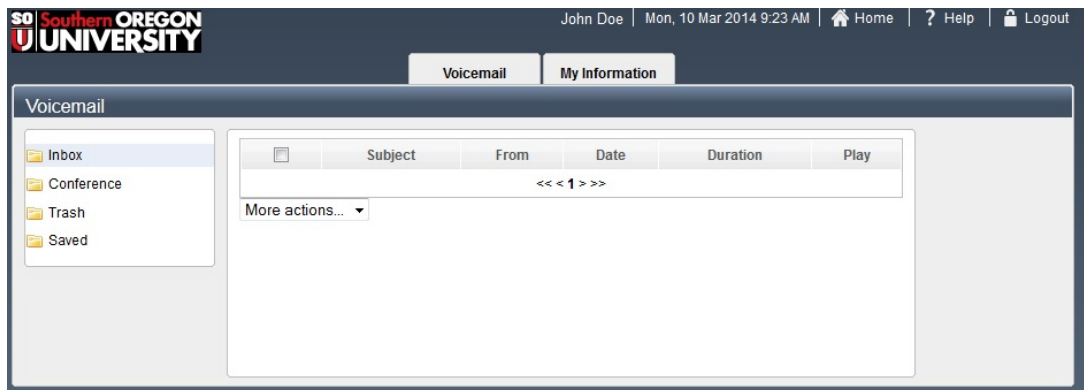 SO Southern OREGON
U UNIVERSITY
John Doe Mon, 10 Mar 2014 9:23 AM Home ? Help Logout
Voicemail My Information
Voicemail
Inbox
Conference
Trash
Saved
Subject From Date Duration Play
<< < 1 > >>
More actions...